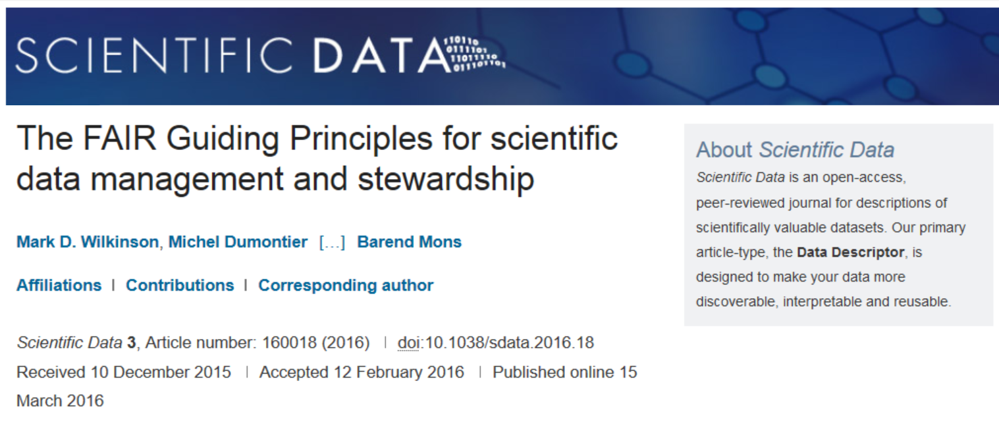 SCIENTIFIC DATA
110110
0111101
11011110
011101101
The FAIR Guiding Principles for scientific
data management and stewardship
Mark D. Wilkinson, Michel Dumontier [...] Barend Mons
Affiliations | Contributions | Corresponding author
Scientific Data 3, Article number: 160018 (2016) | doi:10.1038/sdata.2016.18
Received 10 December 2015 | Accepted 12 February 2016 | Published online 15
March 2016
About Scientific Data
Scientific Data is an open-access,
peer-reviewed journal for descriptions of
scientifically valuable datasets. Our primary
article-type, the Data Descriptor, is
designed to make your data more
discoverable, interpretable and reusable.